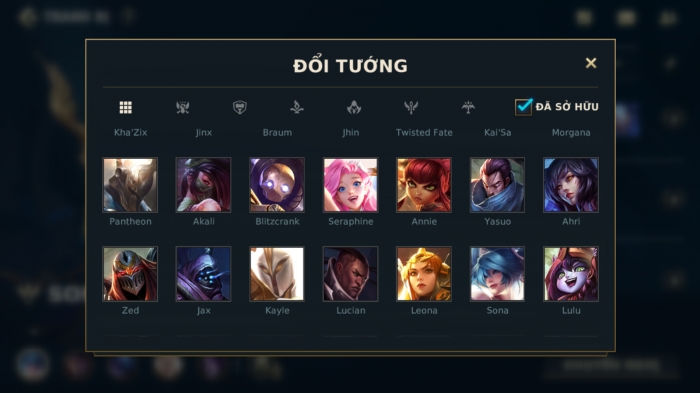 ĐỔI TƯỚNG
ĐÃ SỞ HỮU
Kha'Zix Jinx Braum Jhin Twisted Fate Kai'Sa Morgana
Pantheon Akali Blitzcrank Seraphine Annie Yasuo Ahri
Zed Jax Kayle Lucian Leona Sona Lulu